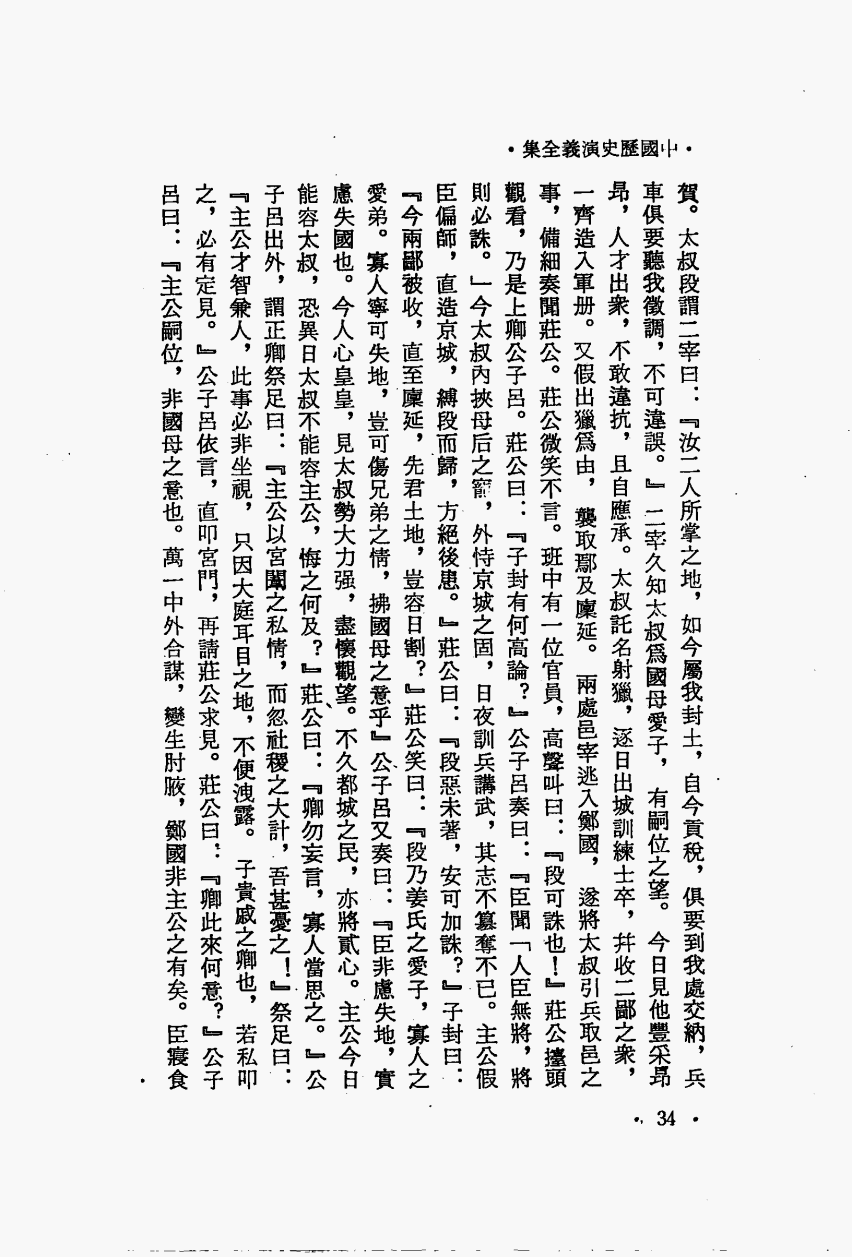 ・中國歷史演義全集・
賀。太叔段謂二宰曰：『汝二人所掌之地，如今屬我封土，自今貢稅，俱要到我處交納，兵
車俱要聽我徵調，不可違誤。』二宰久知太叔爲國母愛子，有嗣位之望。今日見他豐采昂
昂，人才出衆，不敢違抗，且自應承。太叔託名射獵，逐日出城訓練士卒，幷收二鄙之衆，
一齊造入軍册。又假出獵爲由，襲取鄢及廩延。兩處邑宰逃入鄭國，遂將太叔引兵取邑之
事，備細奏聞莊公。莊公微笑不言。班中有一位官員，高聲叫曰：『段可誅也！』莊公擡頭
觀看，乃是上卿公子呂。莊公曰：『子封有何高論？』公子呂奏曰：『臣聞「人臣無將，將
則必誅。」今太叔內挾母后之寵，外恃京城之固，日夜訓兵講武，其志不篡奪不已。主公假
臣偏師，直造京城，縛段而歸，方絕後患。』莊公曰：『段惡未著，安可加誅？』子封曰：
『今兩鄙被收，直至廩延，先君土地，豈容日割？』莊公笑曰：『段乃姜氏之愛子，寡人之
愛弟。寡人寧可失地，豈可傷兄弟之情，拂國母之意乎』公子呂又奏曰：『臣非慮失地，實
慮失國也。今人心皇皇，見太叔勢大力强，盡懷觀望。不久都城之民，亦將貳心。主公今日
能容太叔，恐異日太叔不能容主公，悔之何及？』莊公曰：『卿勿妄言，寡人當思之。』公
子呂出外，謂正卿祭足曰：『主公以宮闈之私情，而忽社稷之大計，吾甚憂之！』祭足曰：
『主公才智兼人，此事必非坐視，只因大庭耳目之地，不便洩露。子貴戚之卿也，若私叩
之，必有定見。』公子呂依言，直叩宮門，再請莊公求見。莊公曰：『卿此來何意？』公子
呂曰：『主公嗣位，非國母之意也。萬一中外合謀，變生肘腋，鄭國非主公之有矣。臣寢食
・34・